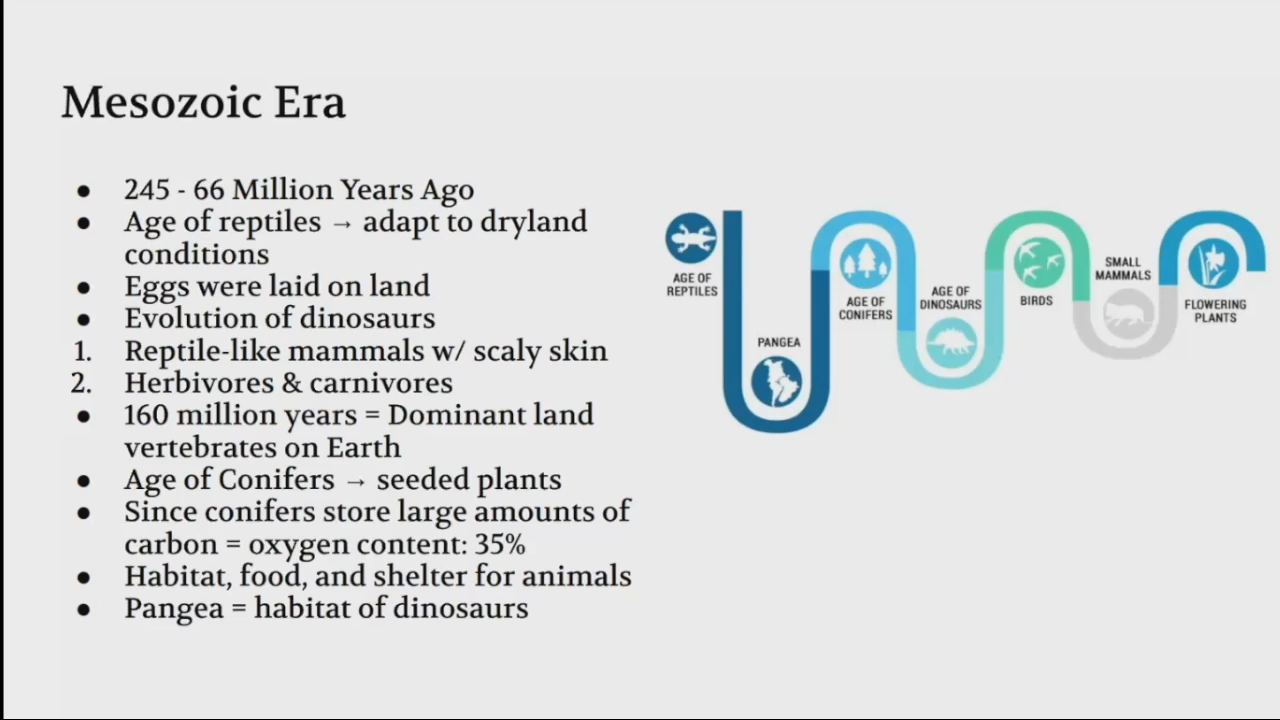 Mesozoic Era
● 245 - 66 Million Years Ago
● Age of reptiles → adapt to dryland
conditions
● Eggs were laid on land
● Evolution of dinosaurs
1. Reptile-like mammals w/ scaly skin
2. Herbivores & carnivores
● 160 million years = Dominant land
vertebrates on Earth
● Age of Conifers → seeded plants
● Since conifers store large amounts of
carbon = oxygen content: 35%
● Habitat, food, and shelter for animals
● Pangea = habitat of dinosaurs
AGE OF
REPTILES
PANGEA
AGE OF
CONIFERS
AGE OF
DINOSAURS
BIRDS
SMALL
MAMMALS
FLOWERING
PLANTS